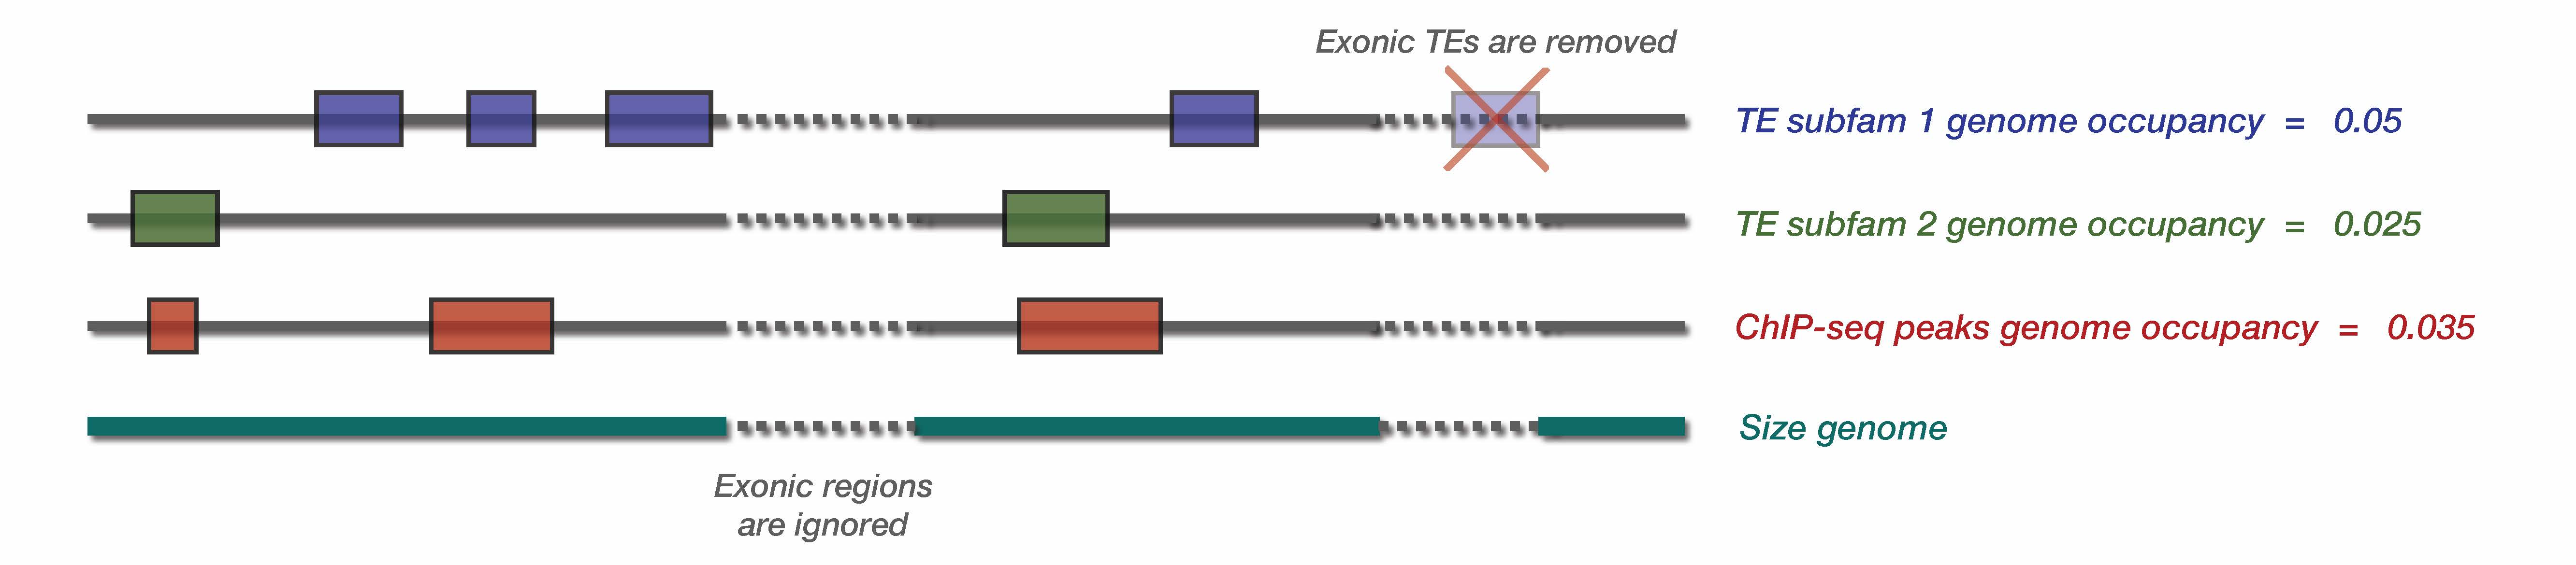 Exonic TEs are removed
TE subfam 1 genome occupancy = 0.05
TE subfam 2 genome occupancy = 0.025
ChIP-seq peaks genome occupancy = 0.035
Size genome
Exonic regions
are ignored